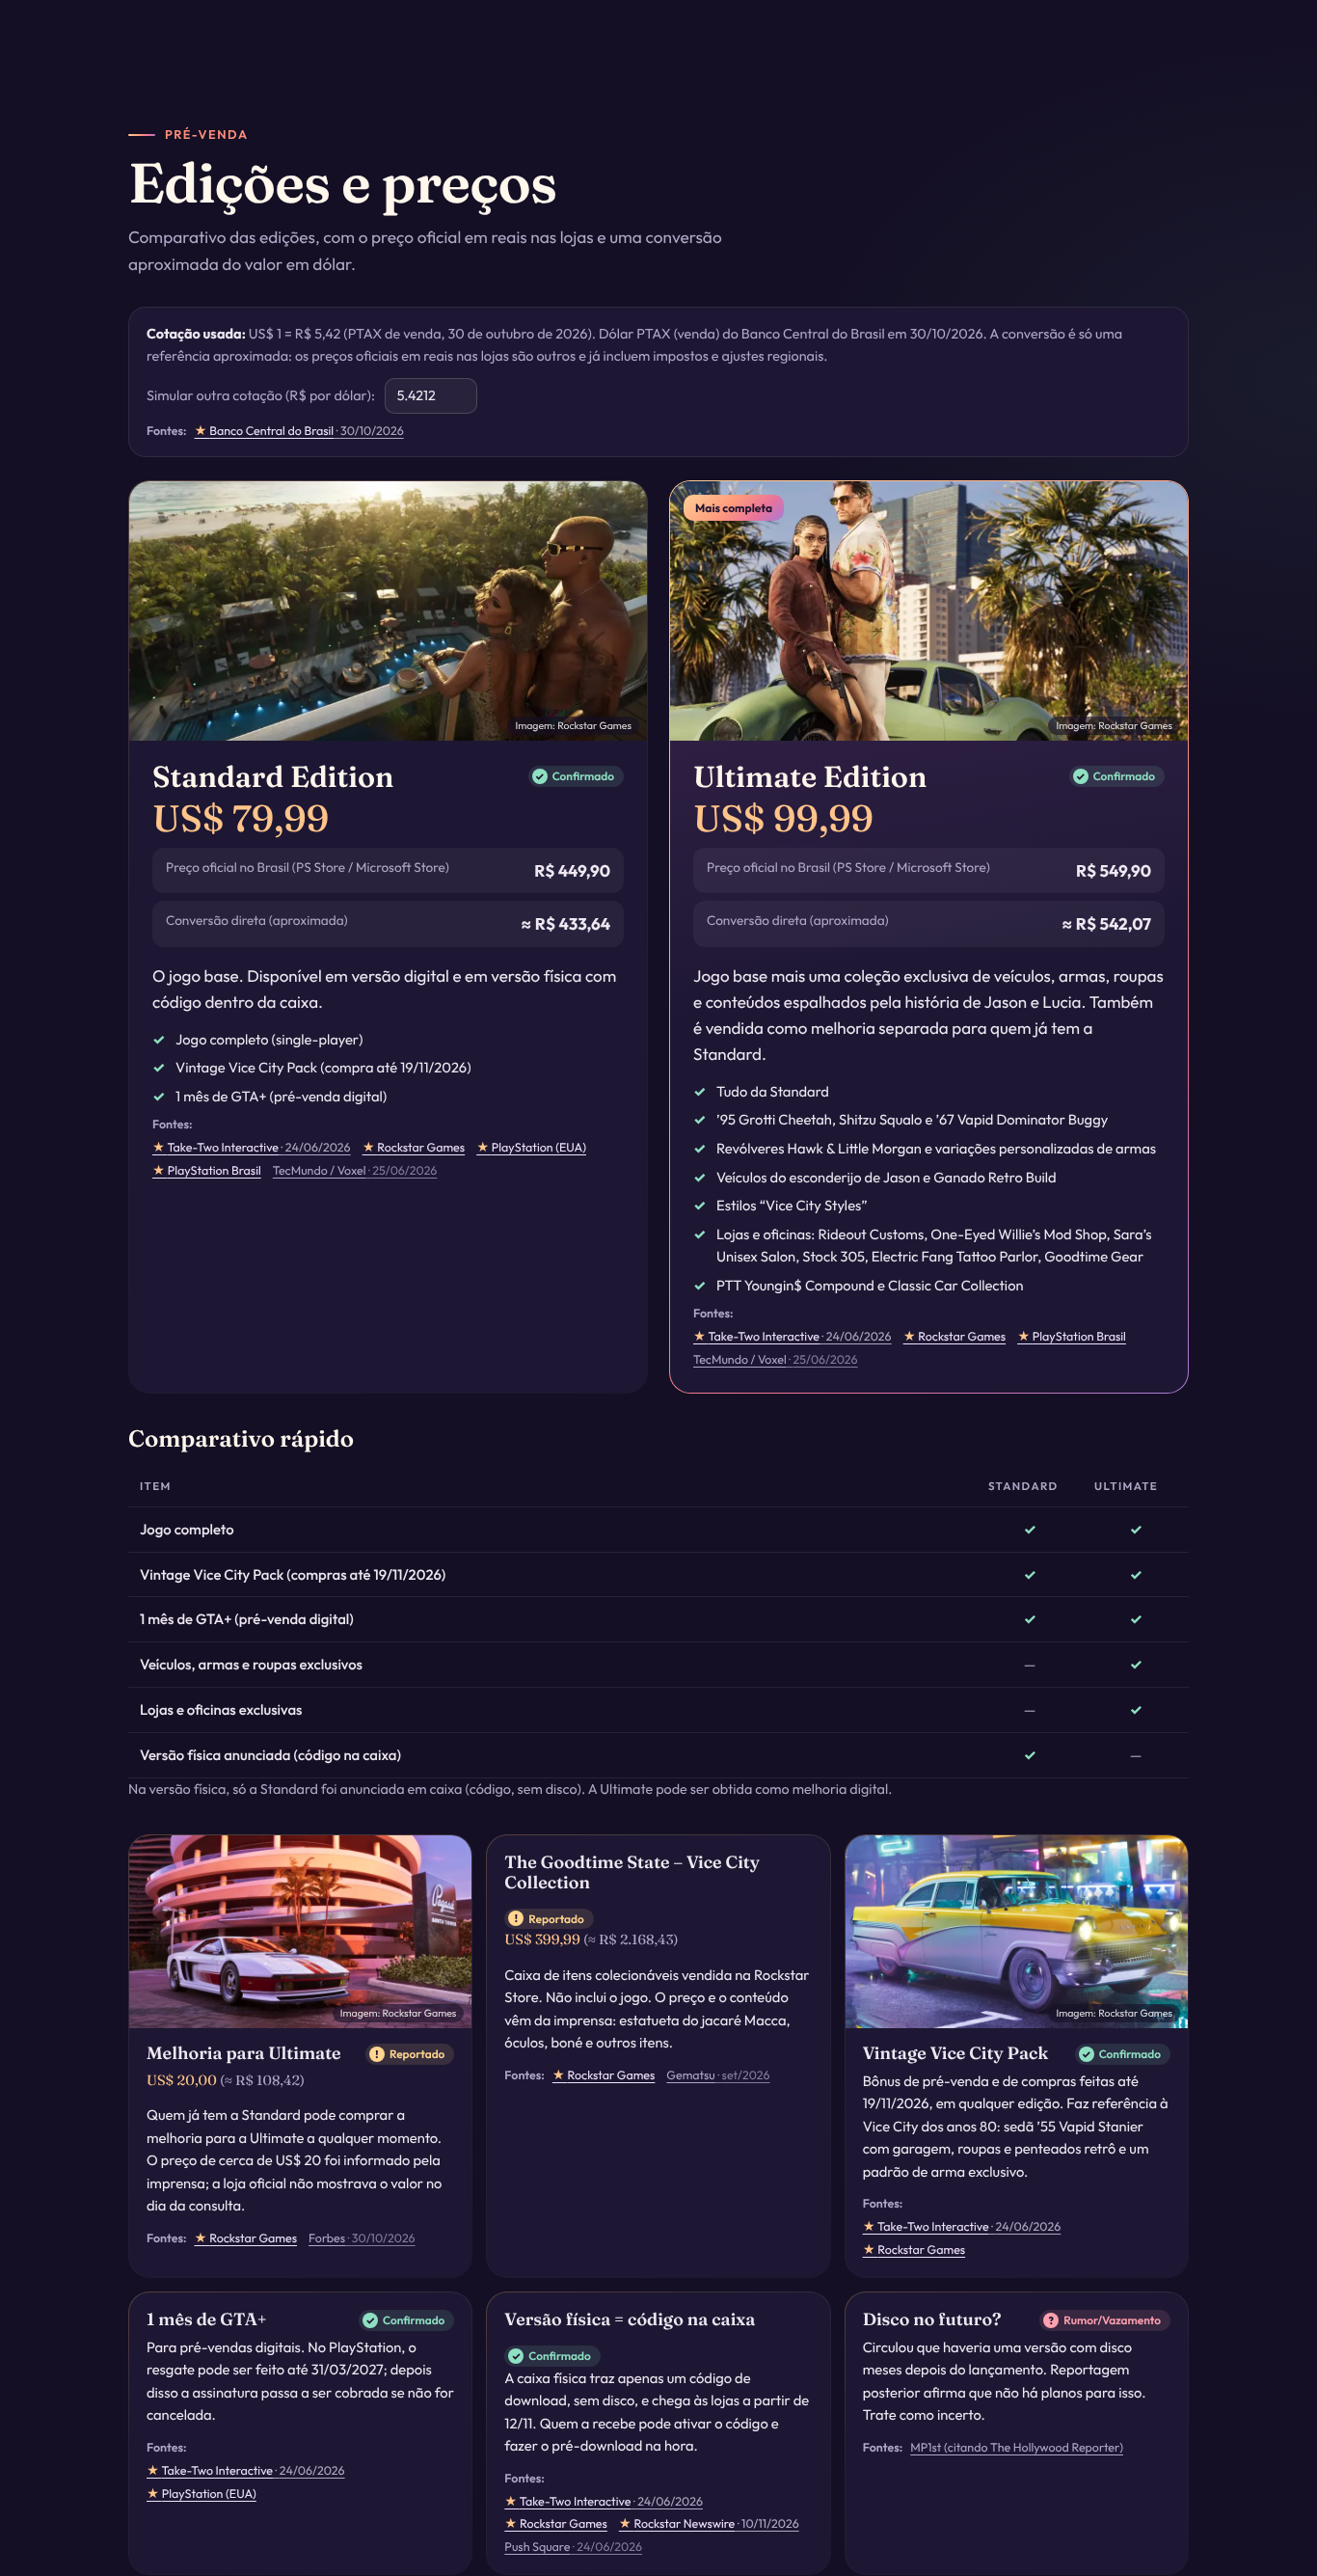 PRÉ-VENDA
Edições e preços
Comparativo das edições, com o preço oficial em reais nas lojas e uma conversão
aproximada do valor em dólar.
Cotação usada: US$ 1 = R$ 5,42 (PTAX de venda, 30 de outubro de 2026). Dólar PTAX (venda) do Banco Central do Brasil em 30/10/2026. A conversão é só uma
referência aproximada: os preços oficiais em reais nas lojas são outros e já incluem impostos e ajustes regionais.
Simular outra cotação (R$ por dólar): 5.4212
Fontes: ★ Banco Central do Brasil · 30/10/2026
Imagem: Rockstar Games
Standard Edition
Confirmado
US$ 79,99
Preço oficial no Brasil (PS Store / Microsoft Store) R$ 449,90
Conversão direta (aproximada) ≈ R$ 433,64
O jogo base. Disponível em versão digital e em versão física com
código dentro da caixa.
✓ Jogo completo (single-player)
✓ Vintage Vice City Pack (compra até 19/11/2026)
✓ 1 mês de GTA+ (pré-venda digital)
Fontes:
★ Take-Two Interactive · 24/06/2026 ★ Rockstar Games ★ PlayStation (EUA)
★ PlayStation Brasil TecMundo / Voxel · 25/06/2026
Mais completa
Imagem: Rockstar Games
Ultimate Edition
Confirmado
US$ 99,99
Preço oficial no Brasil (PS Store / Microsoft Store) R$ 549,90
Conversão direta (aproximada) ≈ R$ 542,07
Jogo base mais uma coleção exclusiva de veículos, armas, roupas
e conteúdos espalhados pela história de Jason e Lucia. Também
é vendida como melhoria separada para quem já tem a
Standard.
✓ Tudo da Standard
✓ ’95 Grotti Cheetah, Shitzu Squalo e ’67 Vapid Dominator Buggy
✓ Revólveres Hawk & Little Morgan e variações personalizadas de armas
✓ Veículos do esconderijo de Jason e Ganado Retro Build
✓ Estilos “Vice City Styles”
✓ Lojas e oficinas: Rideout Customs, One-Eyed Willie’s Mod Shop, Sara’s
Unisex Salon, Stock 305, Electric Fang Tattoo Parlor, Goodtime Gear
✓ PTT Youngin$ Compound e Classic Car Collection
Fontes:
★ Take-Two Interactive · 24/06/2026 ★ Rockstar Games ★ PlayStation Brasil
TecMundo / Voxel · 25/06/2026
Comparativo rápido
ITEM STANDARD ULTIMATE
Jogo completo ✓ ✓
Vintage Vice City Pack (compras até 19/11/2026) ✓ ✓
1 mês de GTA+ (pré-venda digital) ✓ ✓
Veículos, armas e roupas exclusivos — ✓
Lojas e oficinas exclusivas — ✓
Versão física anunciada (código na caixa) ✓ —
Na versão física, só a Standard foi anunciada em caixa (código, sem disco). A Ultimate pode ser obtida como melhoria digital.
Imagem: Rockstar Games
Melhoria para Ultimate
! Reportado
US$ 20,00 (≈ R$ 108,42)
Quem já tem a Standard pode comprar a
melhoria para a Ultimate a qualquer momento.
O preço de cerca de US$ 20 foi informado pela
imprensa; a loja oficial não mostrava o valor no
dia da consulta.
Fontes: ★ Rockstar Games Forbes · 30/10/2026
The Goodtime State – Vice City
Collection
! Reportado
US$ 399,99 (≈ R$ 2.168,43)
Caixa de itens colecionáveis vendida na Rockstar
Store. Não inclui o jogo. O preço e o conteúdo
vêm da imprensa: estatueta do jacaré Macca,
óculos, boné e outros itens.
Fontes: ★ Rockstar Games Gematsu · set/2026
Imagem: Rockstar Games
Vintage Vice City Pack
Confirmado
Bônus de pré-venda e de compras feitas até
19/11/2026, em qualquer edição. Faz referência à
Vice City dos anos 80: sedã ’55 Vapid Stanier
com garagem, roupas e penteados retrô e um
padrão de arma exclusivo.
Fontes:
★ Take-Two Interactive · 24/06/2026
★ Rockstar Games
1 mês de GTA+
Confirmado
Para pré-vendas digitais. No PlayStation, o
resgate pode ser feito até 31/03/2027; depois
disso a assinatura passa a ser cobrada se não for
cancelada.
Fontes:
★ Take-Two Interactive · 24/06/2026
★ PlayStation (EUA)
Versão física = código na caixa
Confirmado
A caixa física traz apenas um código de
download, sem disco, e chega às lojas a partir de
12/11. Quem a recebe pode ativar o código e
fazer o pré-download na hora.
Fontes:
★ Take-Two Interactive · 24/06/2026
★ Rockstar Games ★ Rockstar Newswire · 10/11/2026
Push Square · 24/06/2026
Disco no futuro?
? Rumor/Vazamento
Circulou que haveria uma versão com disco
meses depois do lançamento. Reportagem
posterior afirma que não há planos para isso.
Trate como incerto.
Fontes: MP1st (citando The Hollywood Reporter)